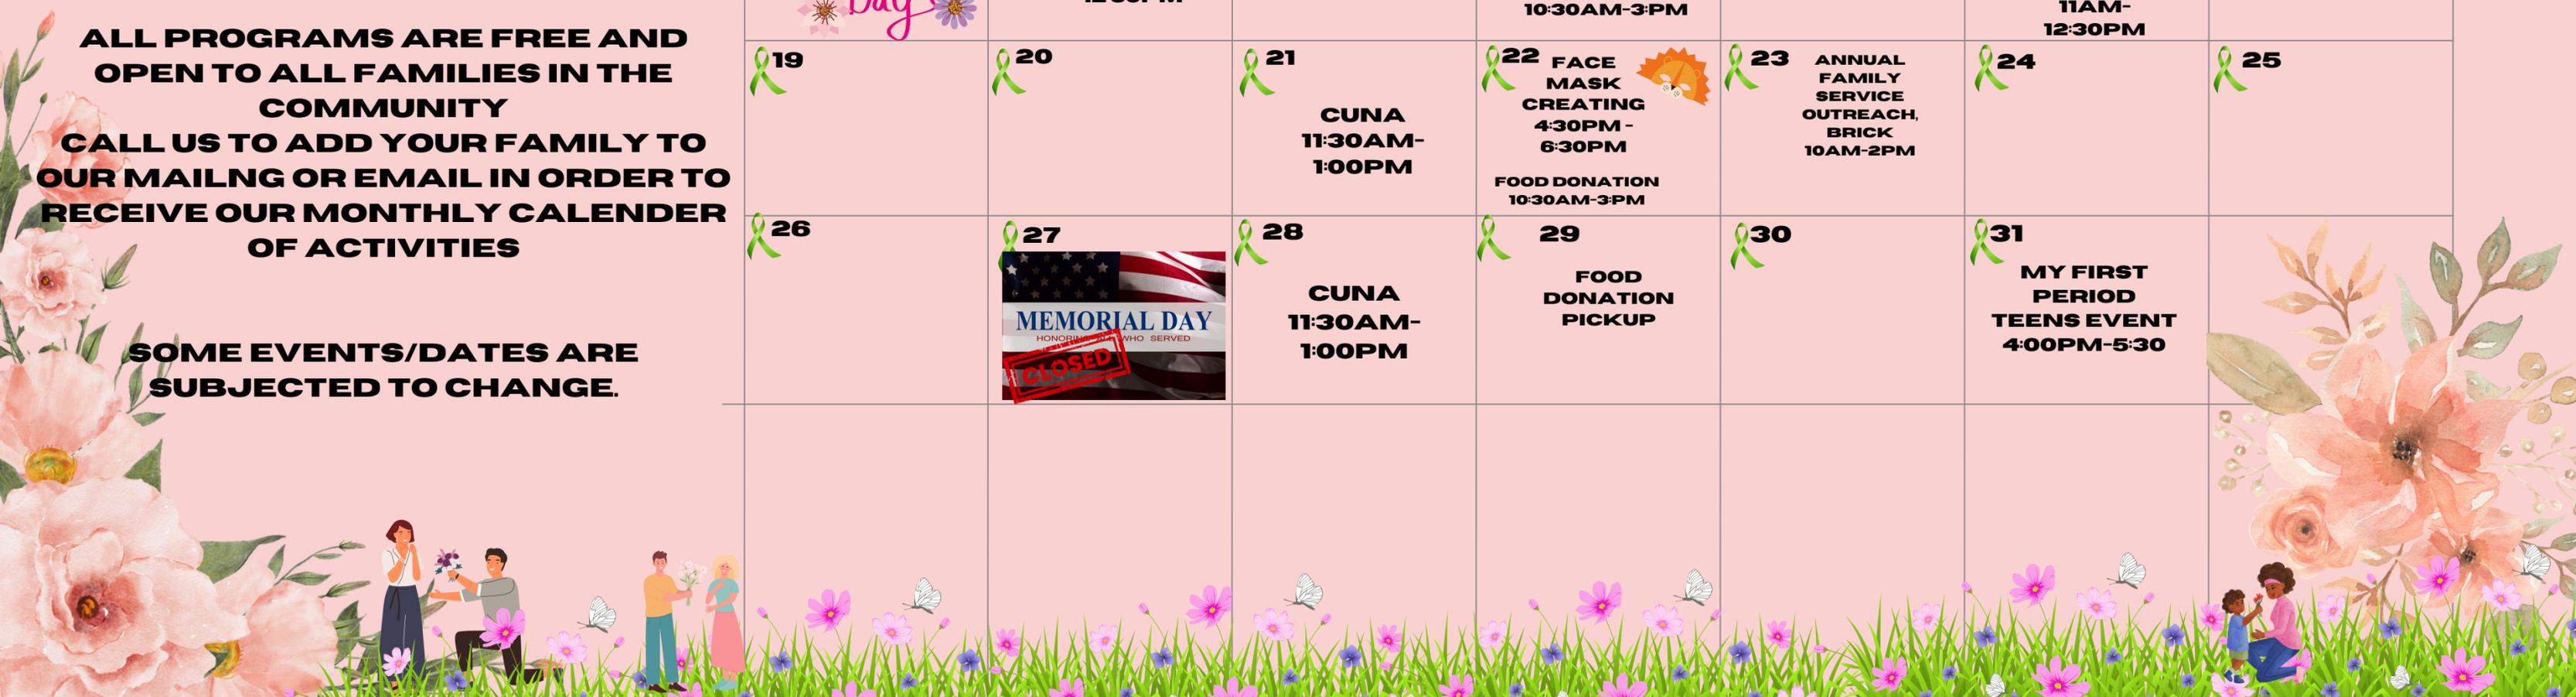 ALL PROGRAMS ARE FREE AND
OPEN TO ALL FAMILIES IN THE
COMMUNITY
CALL US TO ADD YOUR FAMILY TO
OUR MAILNG OR EMAIL IN ORDER TO
RECEIVE OUR MONTHLY CALENDER
OF ACTIVITIES
SOME EVENTS/DATES ARE
SUBJECTED TO CHANGE.
Day
10:30AM-3:PM
11AM-
12:30PM
19
20
21
CUNA
11:30AM-
1:00PM
22
FACE
MASK
CREATING
4:30PM -
6:30PM
FOOD DONATION
10:30AM-3:PM
23
ANNUAL
FAMILY
SERVICE
OUTREACH,
BRICK
10AM-2PM
24
25
26
27
MEMORIAL DAY
HONORING ALL WHO SERVED
CLOSED
28
CUNA
11:30AM-
1:00PM
29
FOOD
DONATION
PICKUP
30
31
MY FIRST
PERIOD
TEENS EVENT
4:00PM-5:30